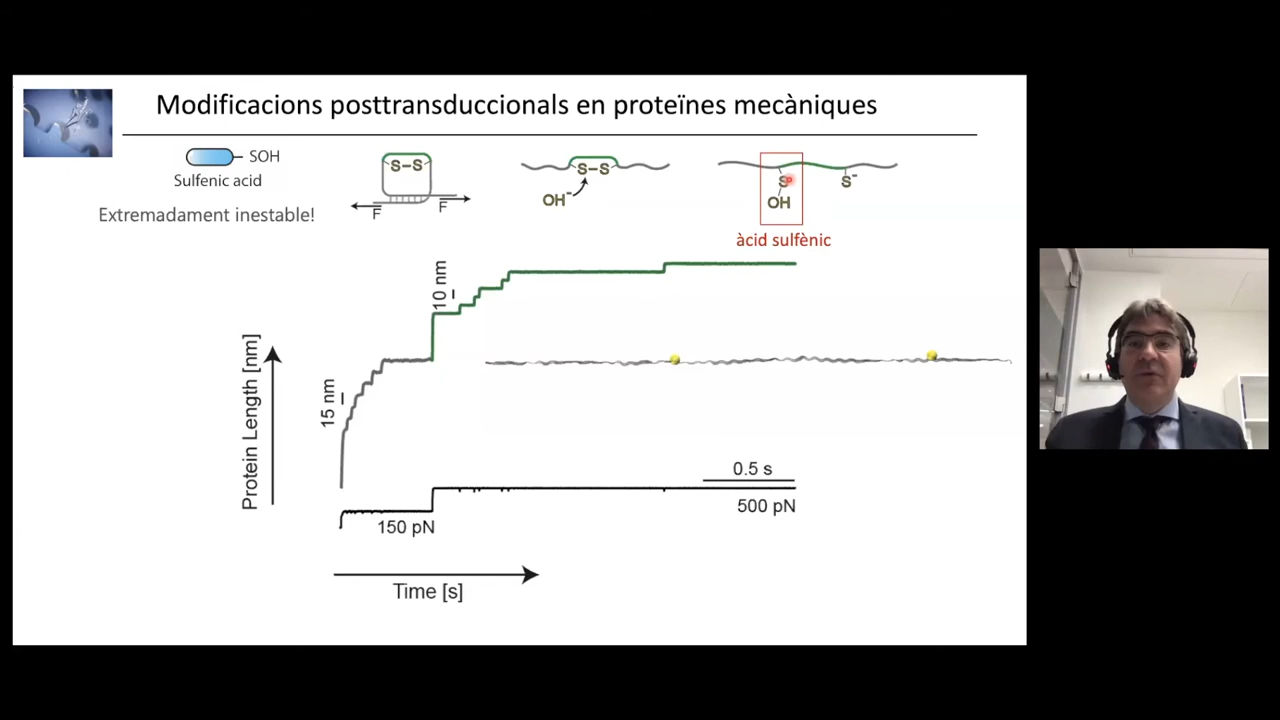 Modificacions posttransduccionals en proteïnes mecàniques
SOH
Sulfenic acid
Extremadament inestable!
S–S
F
F
S–S
OH⁻
S
OH
S⁻
àcid sulfènic
10 nm
15 nm
Protein Length [nm]
0.5 s
150 pN
500 pN
Time [s]